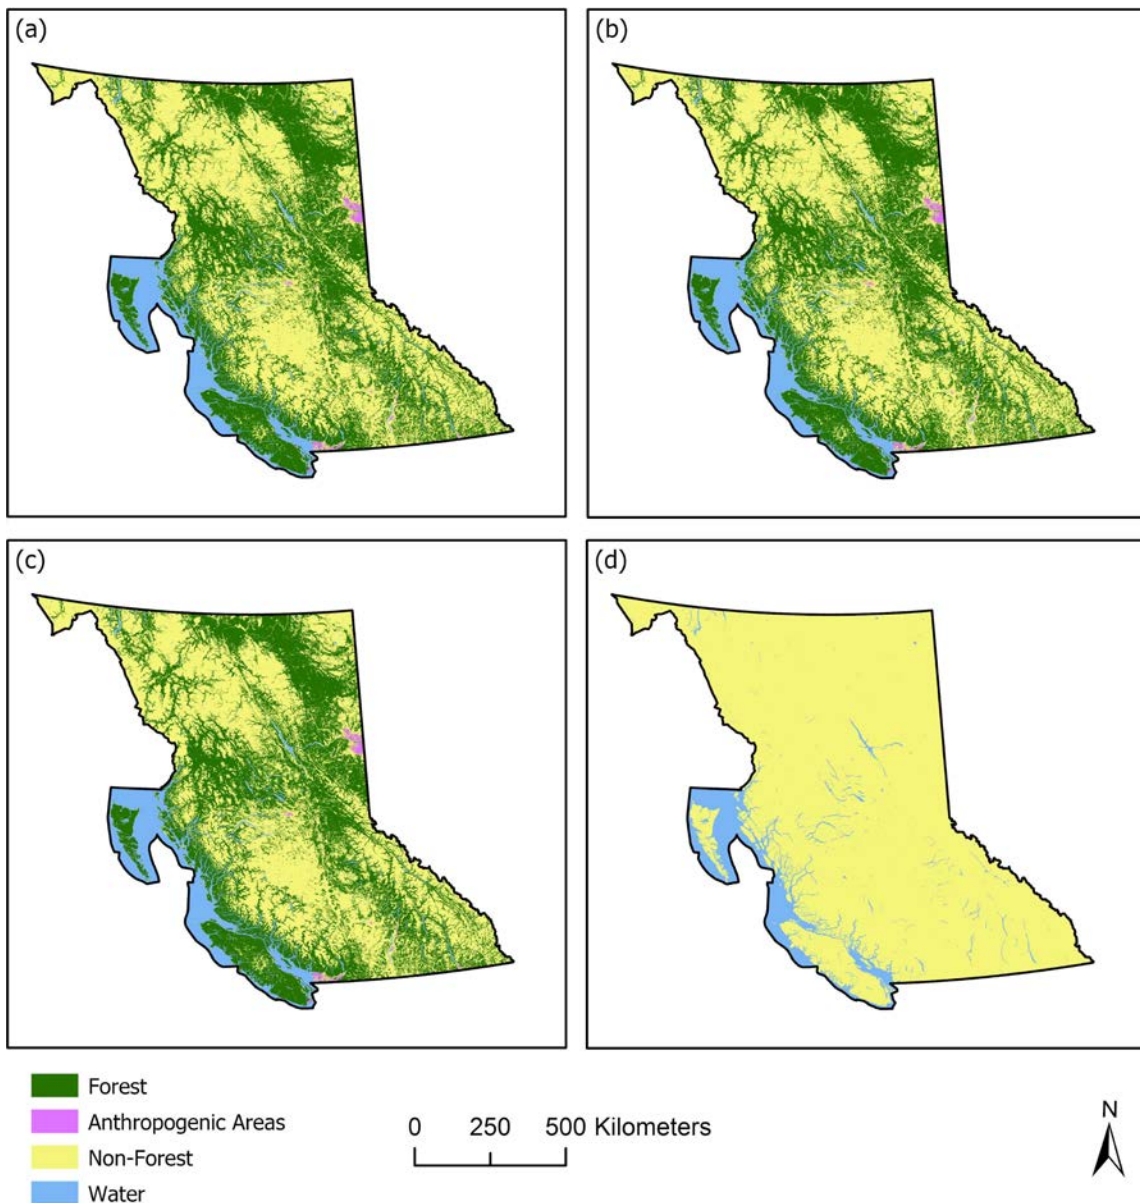 (a)
(b)
(c)
(d)
Forest
Anthropogenic Areas
Non-Forest
Water
0 250 500 Kilometers
N